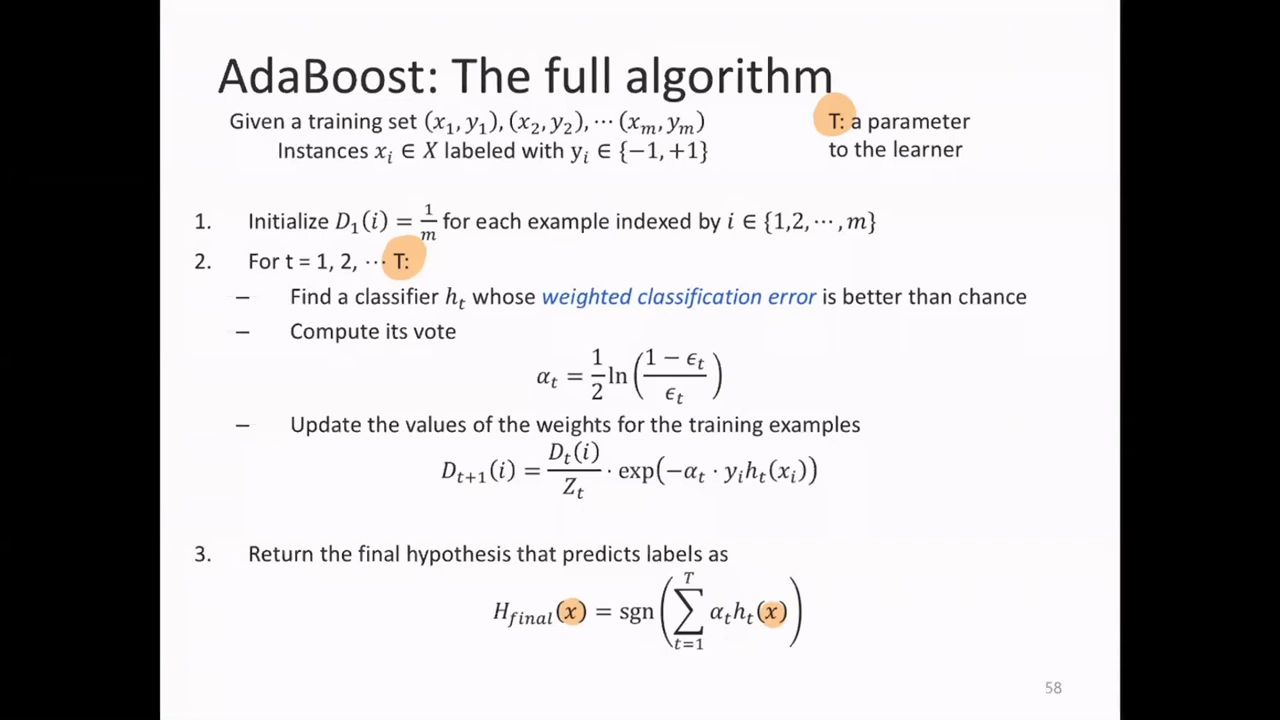 AdaBoost: The full algorithm
Given a training set (x₁, y₁), (x₂, y₂), ⋯ (xₘ, yₘ)
Instances xᵢ ∈ X labeled with yᵢ ∈ {−1, +1}
T: a parameter
to the learner
1. Initialize D₁(i) = 1/m for each example indexed by i ∈ {1,2, ⋯ , m}
2. For t = 1, 2, ⋯ T:
– Find a classifier hₜ whose weighted classification error is better than chance
– Compute its vote
αₜ = 1/2 ln((1 − ϵₜ)/ϵₜ)
– Update the values of the weights for the training examples
Dₜ₊₁(i) = Dₜ(i)/Zₜ · exp(−αₜ · yᵢhₜ(xᵢ))
3. Return the final hypothesis that predicts labels as
H_final(x) = sgn(∑_{t=1}^{T} αₜhₜ(x))
58